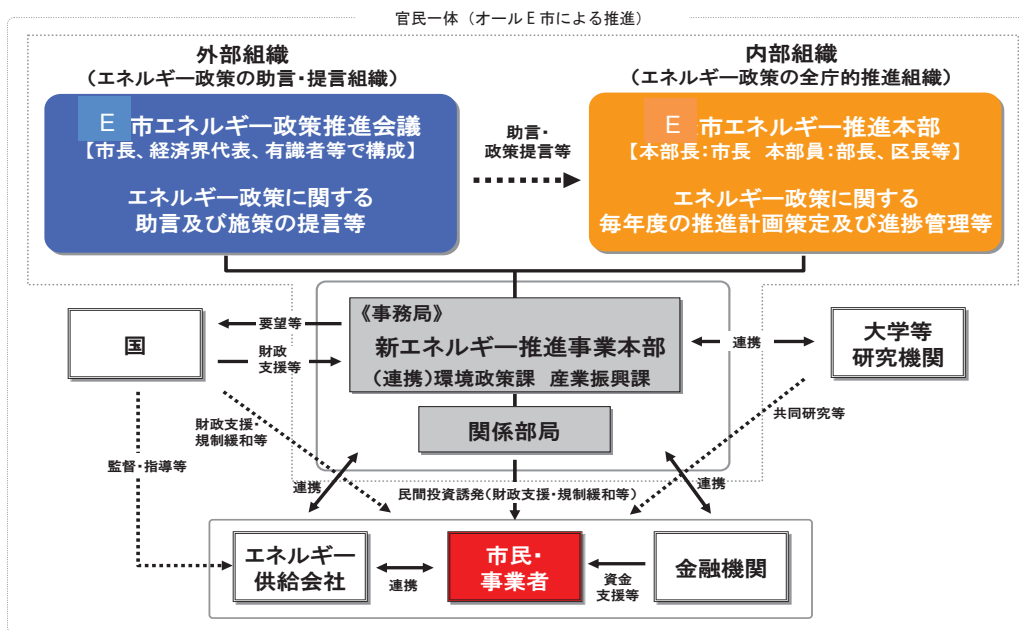 官民一体（オールE市による推進）
外部組織
（エネルギー政策の助言・提言組織）
E 市エネルギー政策推進会議
【市長、経済界代表、有識者等で構成】
エネルギー政策に関する
助言及び施策の提言等
助言・
政策提言等
内部組織
（エネルギー政策の全庁的推進組織）
E 市エネルギー推進本部
【本部長：市長 本部員：部長、区長等】
エネルギー政策に関する
毎年度の推進計画策定及び進捗管理等
国
要望等
財政
支援等
《事務局》
新エネルギー推進事業本部
（連携）環境政策課 産業振興課
関係部局
連携
大学等
研究機関
財政支援・
規制緩和等
共同研究等
監督・指導等
連携
民間投資誘発（財政支援・規制緩和等）
連携
エネルギー
供給会社
連携
市民・
事業者
資金
支援等
金融機関